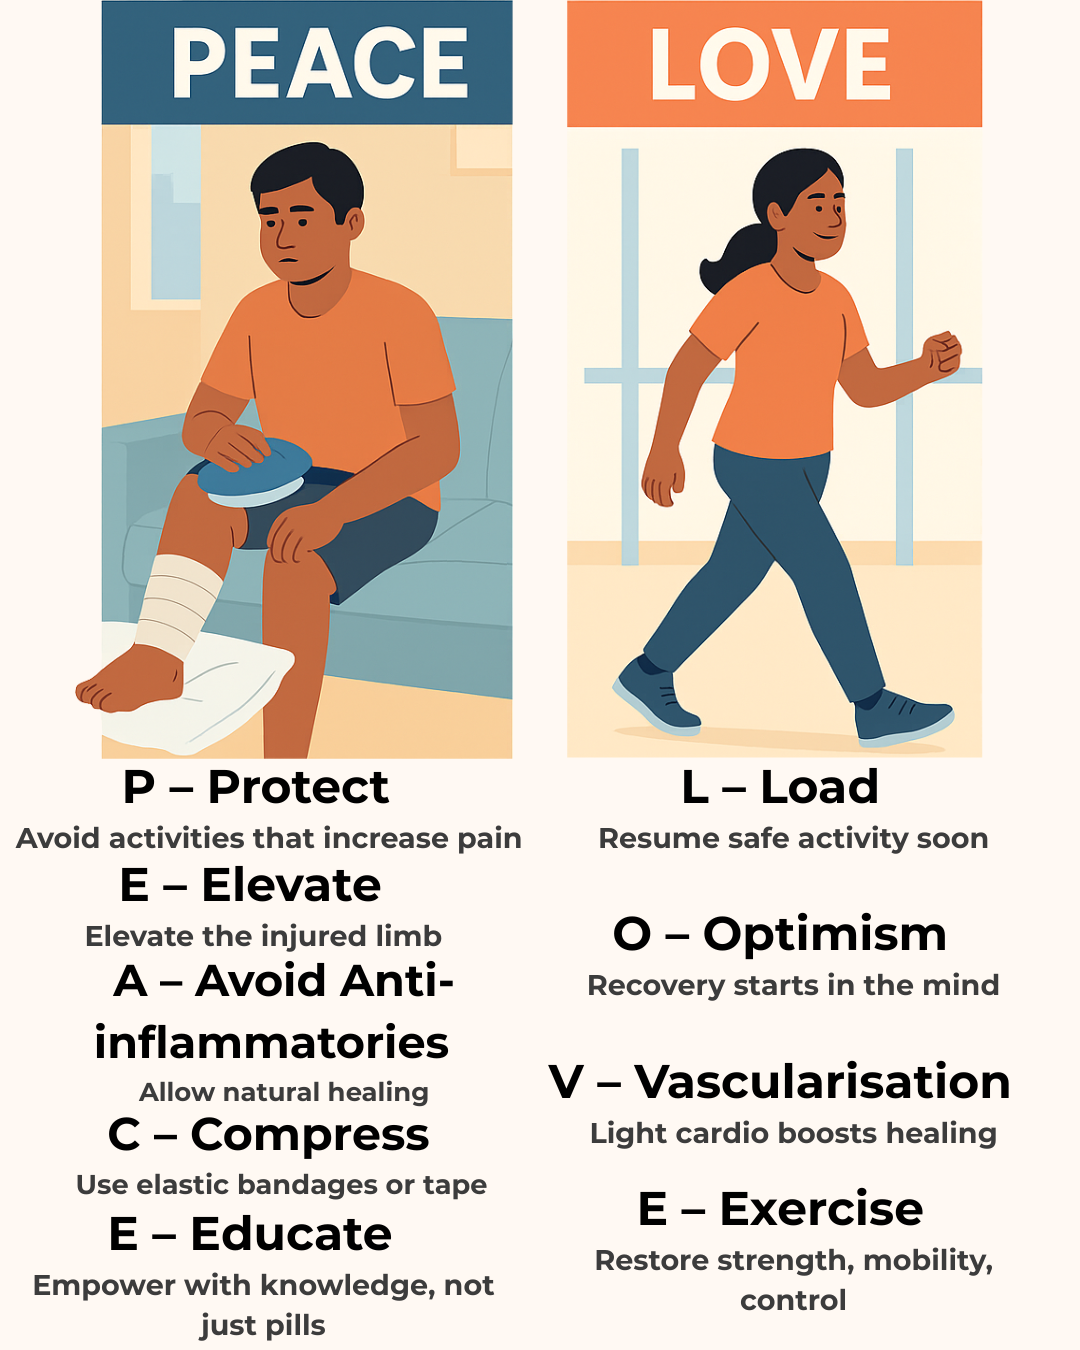 PEACE
P – Protect
Avoid activities that increase pain
E – Elevate
Elevate the injured limb
A – Avoid Anti-
inflammatories
Allow natural healing
C – Compress
Use elastic bandages or tape
E – Educate
Empower with knowledge, not
just pills
LOVE
L – Load
Resume safe activity soon
O – Optimism
Recovery starts in the mind
V – Vascularisation
Light cardio boosts healing
E – Exercise
Restore strength, mobility,
control